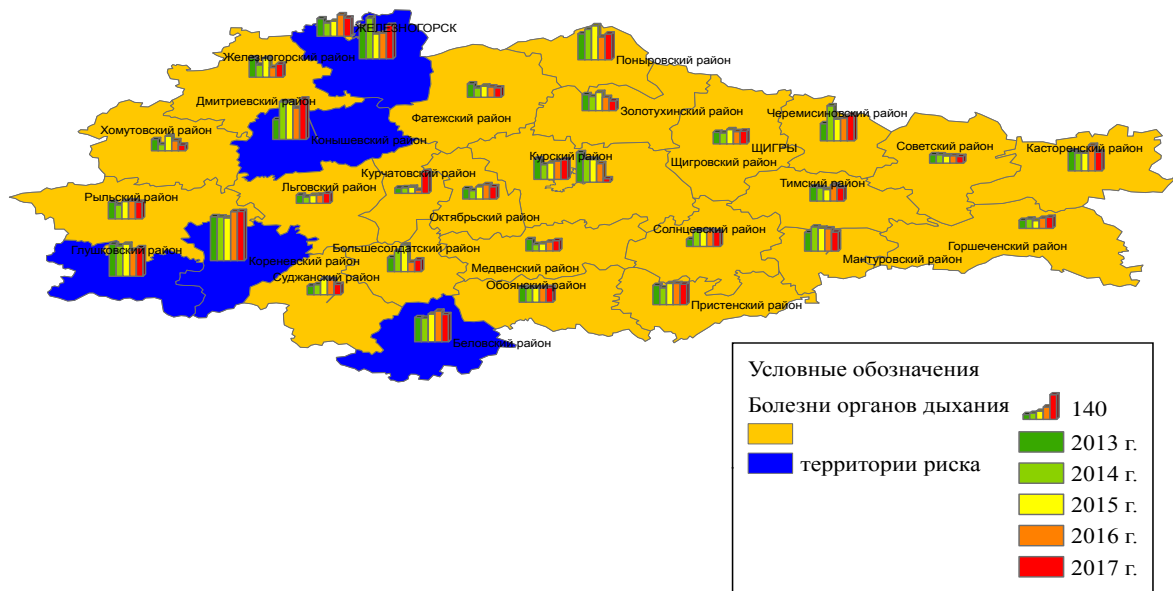 ЖЕЛЕЗНОГОРСК
Железногорский район
Поныровский район
Дмитриевский район
Фатежский район
Золотухинский район
Черемисиновский район
Хомутовский район
Конышевский район
ЩИГРЫ
Советский район
Касторенский район
Курский район
Щигровский район
Курчатовский район
Льговский район
Тимский район
Рыльский район
Октябрьский район
Солнцевский район
Глушковский район
Большесолдатский район
Горшеченский район
Кореневский район
Медвенский район
Мантуровский район
Суджанский район
Обоянский район
Пристенский район
Беловский район
Условные обозначения
Болезни органов дыхания
140
территории риска
2013 г.
2014 г.
2015 г.
2016 г.
2017 г.